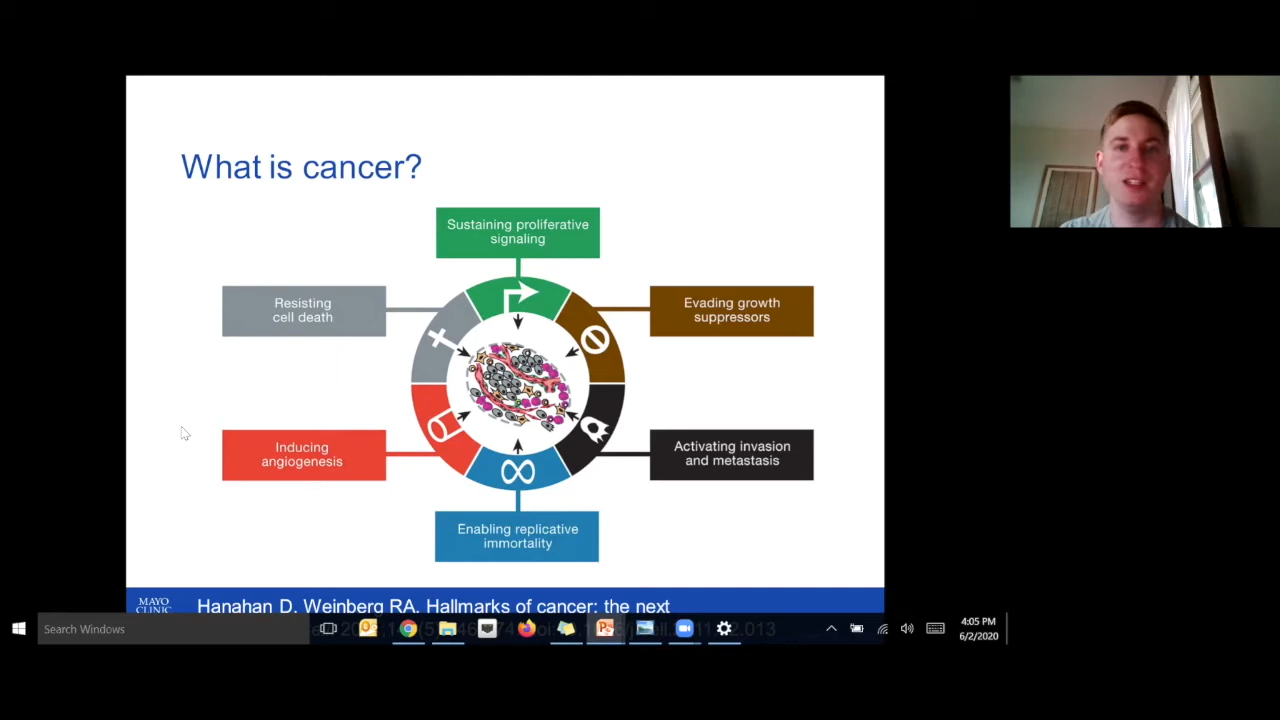 What is cancer?
Sustaining proliferative
signaling
Resisting
cell death
Evading growth
suppressors
Inducing
angiogenesis
Activating invasion
and metastasis
Enabling replicative
immortality
MAYO
CLINIC
Hanahan D, Weinberg RA. Hallmarks of cancer: the next
Search Windows
4:05 PM
6/2/2020